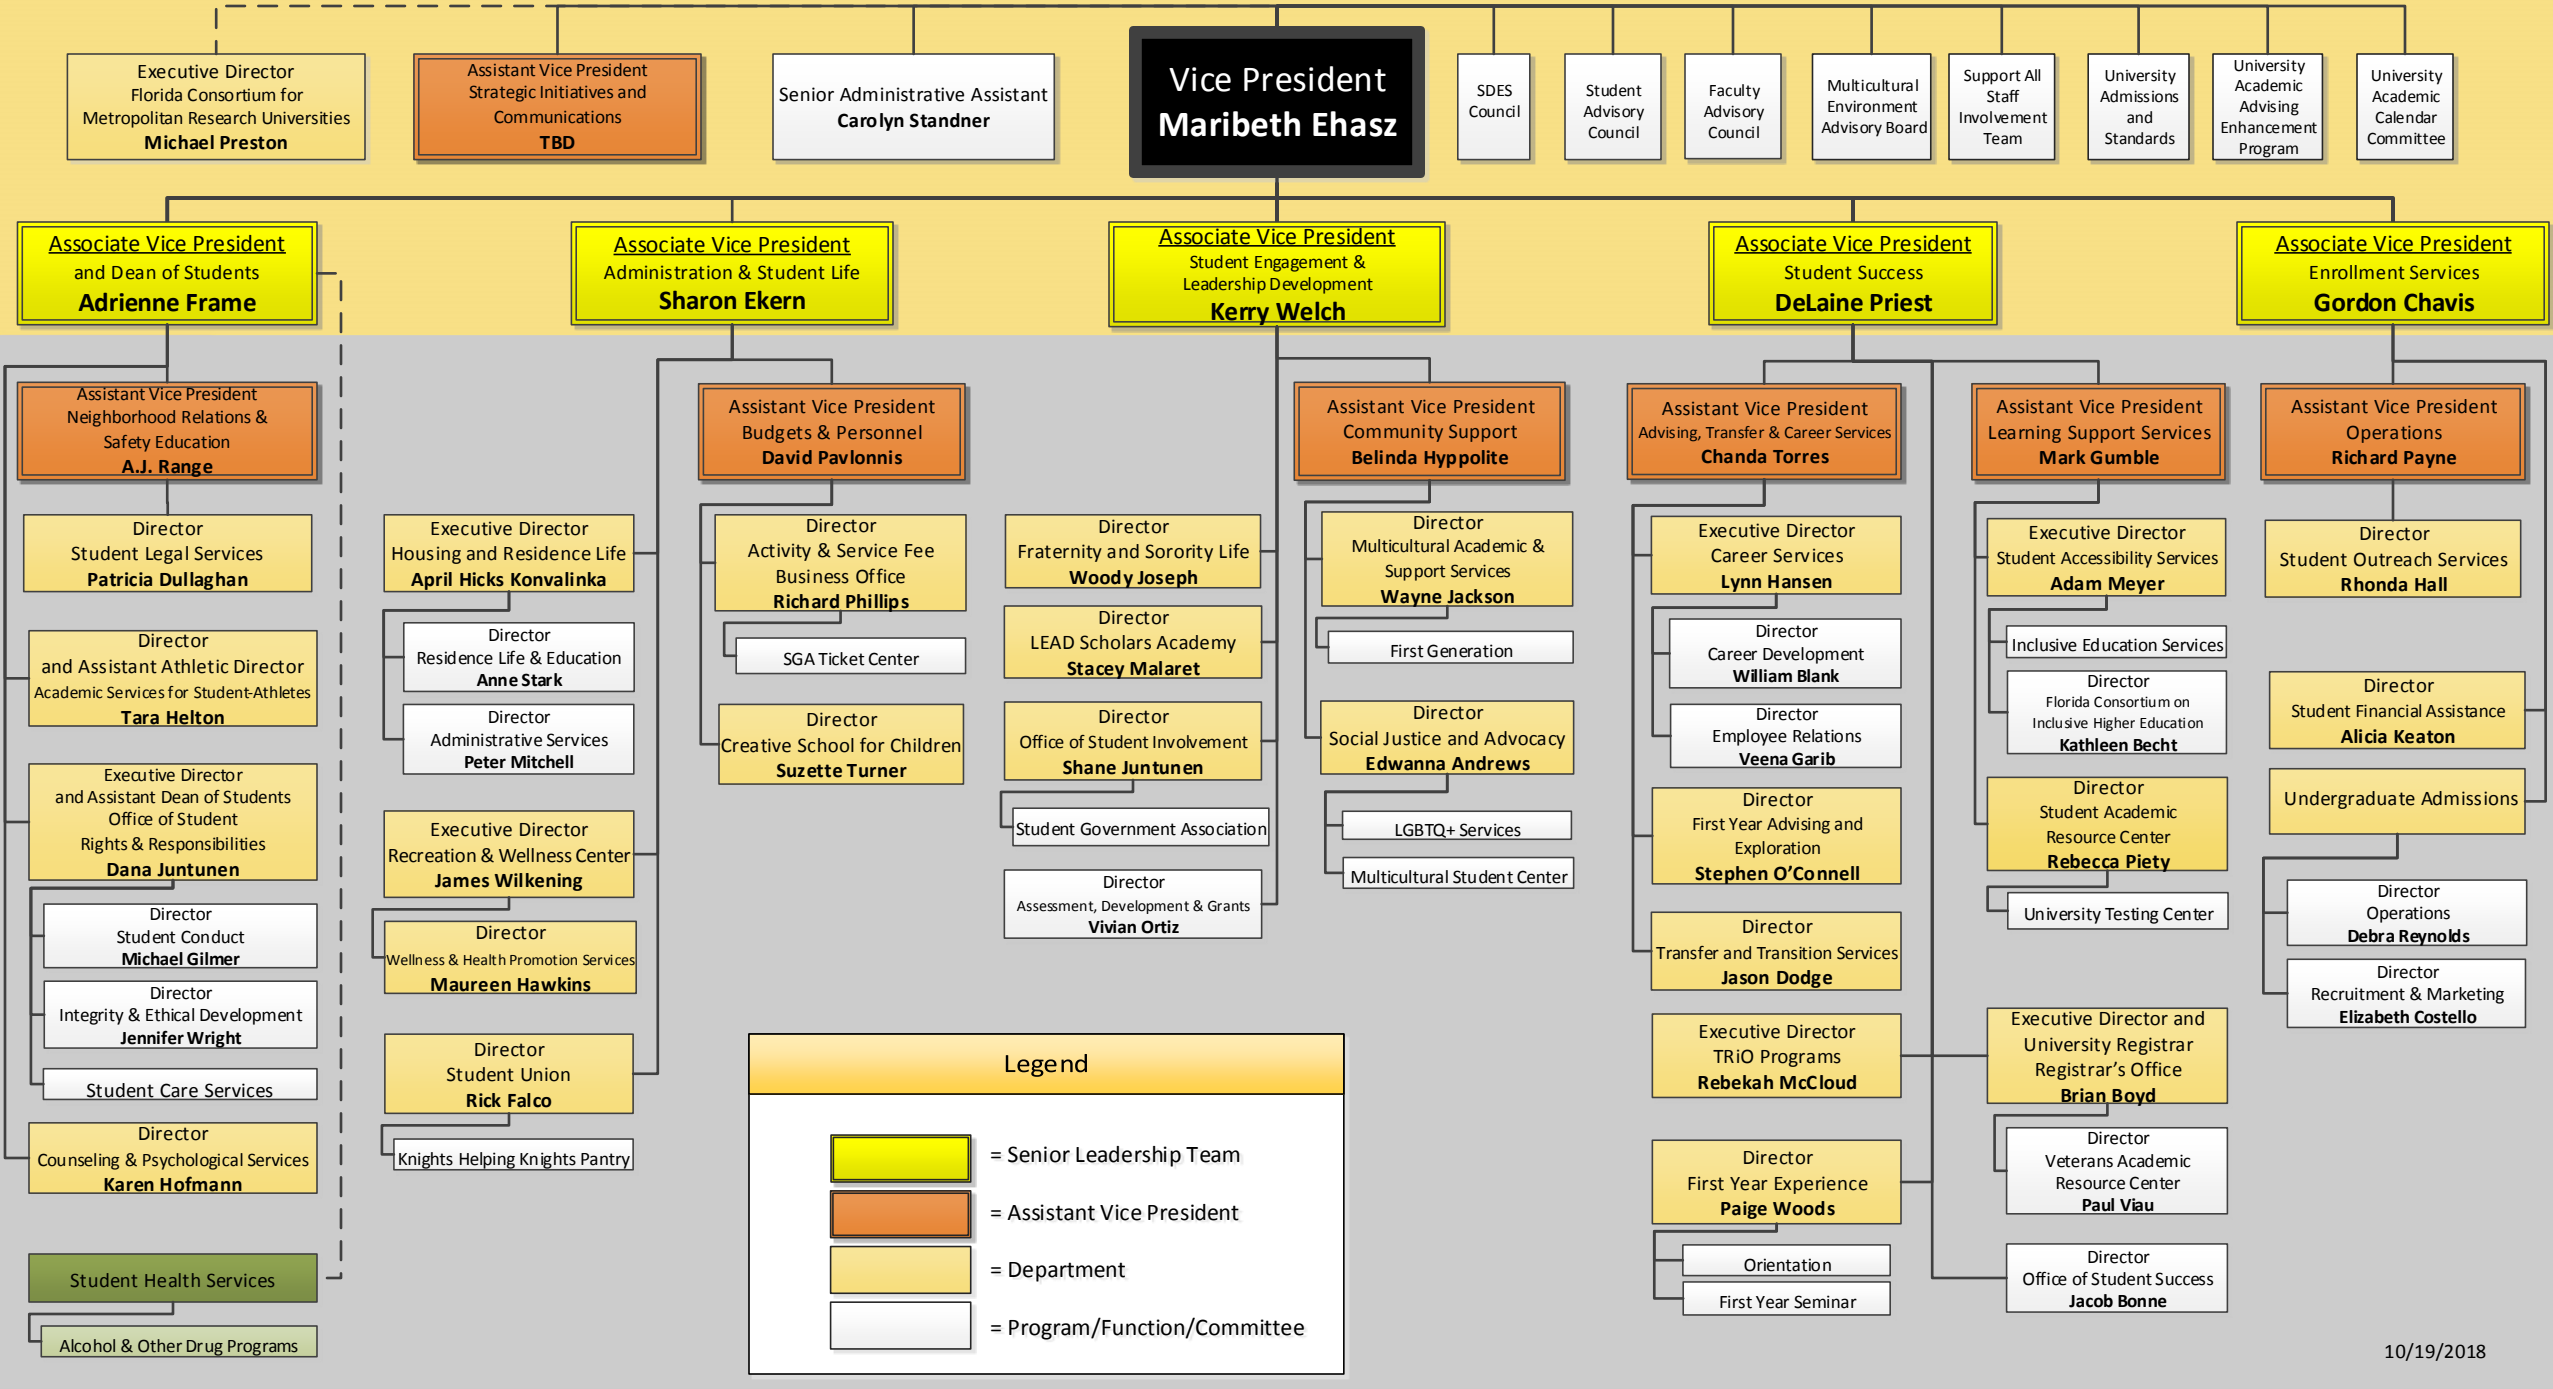 Executive Director
Florida Consortium for
Metropolitan Research Universities
Michael Preston
Assistant Vice President
Strategic Initiatives and
Communications
TBD
Senior Administrative Assistant
Carolyn Standner
Vice President
Maribeth Ehasz
SDES
Council
Student
Advisory
Council
Faculty
Advisory
Council
Multicultural
Environment
Advisory Board
Support All
Staff
Involvement
Team
University
Admissions
and
Standards
University
Academic
Advising
Enhancement
Program
University
Academic
Calendar
Committee
Associate Vice President
and Dean of Students
Adrienne Frame
Associate Vice President
Administration & Student Life
Sharon Ekern
Associate Vice President
Student Engagement &
Leadership Development
Kerry Welch
Associate Vice President
Student Success
DeLaine Priest
Associate Vice President
Enrollment Services
Gordon Chavis
Assistant Vice President
Neighborhood Relations &
Safety Education
A.J. Range
Director
Student Legal Services
Patricia Dullaghan
Director
and Assistant Athletic Director
Academic Services for Student-Athletes
Tara Helton
Executive Director
and Assistant Dean of Students
Office of Student
Rights & Responsibilities
Dana Juntunen
Director
Student Conduct
Michael Gilmer
Director
Integrity & Ethical Development
Jennifer Wright
Student Care Services
Director
Counseling & Psychological Services
Karen Hofmann
Student Health Services
Alcohol & Other Drug Programs
Executive Director
Housing and Residence Life
April Hicks Konvalinka
Director
Residence Life & Education
Anne Stark
Director
Administrative Services
Peter Mitchell
Executive Director
Recreation & Wellness Center
James Wilkening
Director
Wellness & Health Promotion Services
Maureen Hawkins
Director
Student Union
Rick Falco
Knights Helping Knights Pantry
Assistant Vice President
Budgets & Personnel
David Pavlonnis
Director
Activity & Service Fee
Business Office
Richard Phillips
SGA Ticket Center
Director
Creative School for Children
Suzette Turner
Director
Fraternity and Sorority Life
Woody Joseph
Director
LEAD Scholars Academy
Stacey Malaret
Director
Office of Student Involvement
Shane Juntunen
Student Government Association
Director
Assessment, Development & Grants
Vivian Ortiz
Assistant Vice President
Community Support
Belinda Hyppolite
Director
Multicultural Academic &
Support Services
Wayne Jackson
First Generation
Director
Social Justice and Advocacy
Edwanna Andrews
LGBTQ+ Services
Multicultural Student Center
Assistant Vice President
Advising, Transfer & Career Services
Chanda Torres
Executive Director
Career Services
Lynn Hansen
Director
Career Development
William Blank
Director
Employee Relations
Veena Garib
Director
First Year Advising and
Exploration
Stephen O'Connell
Director
Transfer and Transition Services
Jason Dodge
Executive Director
TRiO Programs
Rebekah McCloud
Director
First Year Experience
Paige Woods
Orientation
First Year Seminar
Assistant Vice President
Learning Support Services
Mark Gumble
Executive Director
Student Accessibility Services
Adam Meyer
Inclusive Education Services
Director
Florida Consortium on
Inclusive Higher Education
Kathleen Becht
Director
Student Academic
Resource Center
Rebecca Piety
University Testing Center
Executive Director and
University Registrar
Registrar's Office
Brian Boyd
Director
Veterans Academic
Resource Center
Paul Viau
Director
Office of Student Success
Jacob Bonne
Assistant Vice President
Operations
Richard Payne
Director
Student Outreach Services
Rhonda Hall
Director
Student Financial Assistance
Alicia Keaton
Undergraduate Admissions
Director
Operations
Debra Reynolds
Director
Recruitment & Marketing
Elizabeth Costello
Legend
= Senior Leadership Team
= Assistant Vice President
= Department
= Program/Function/Committee
10/19/2018